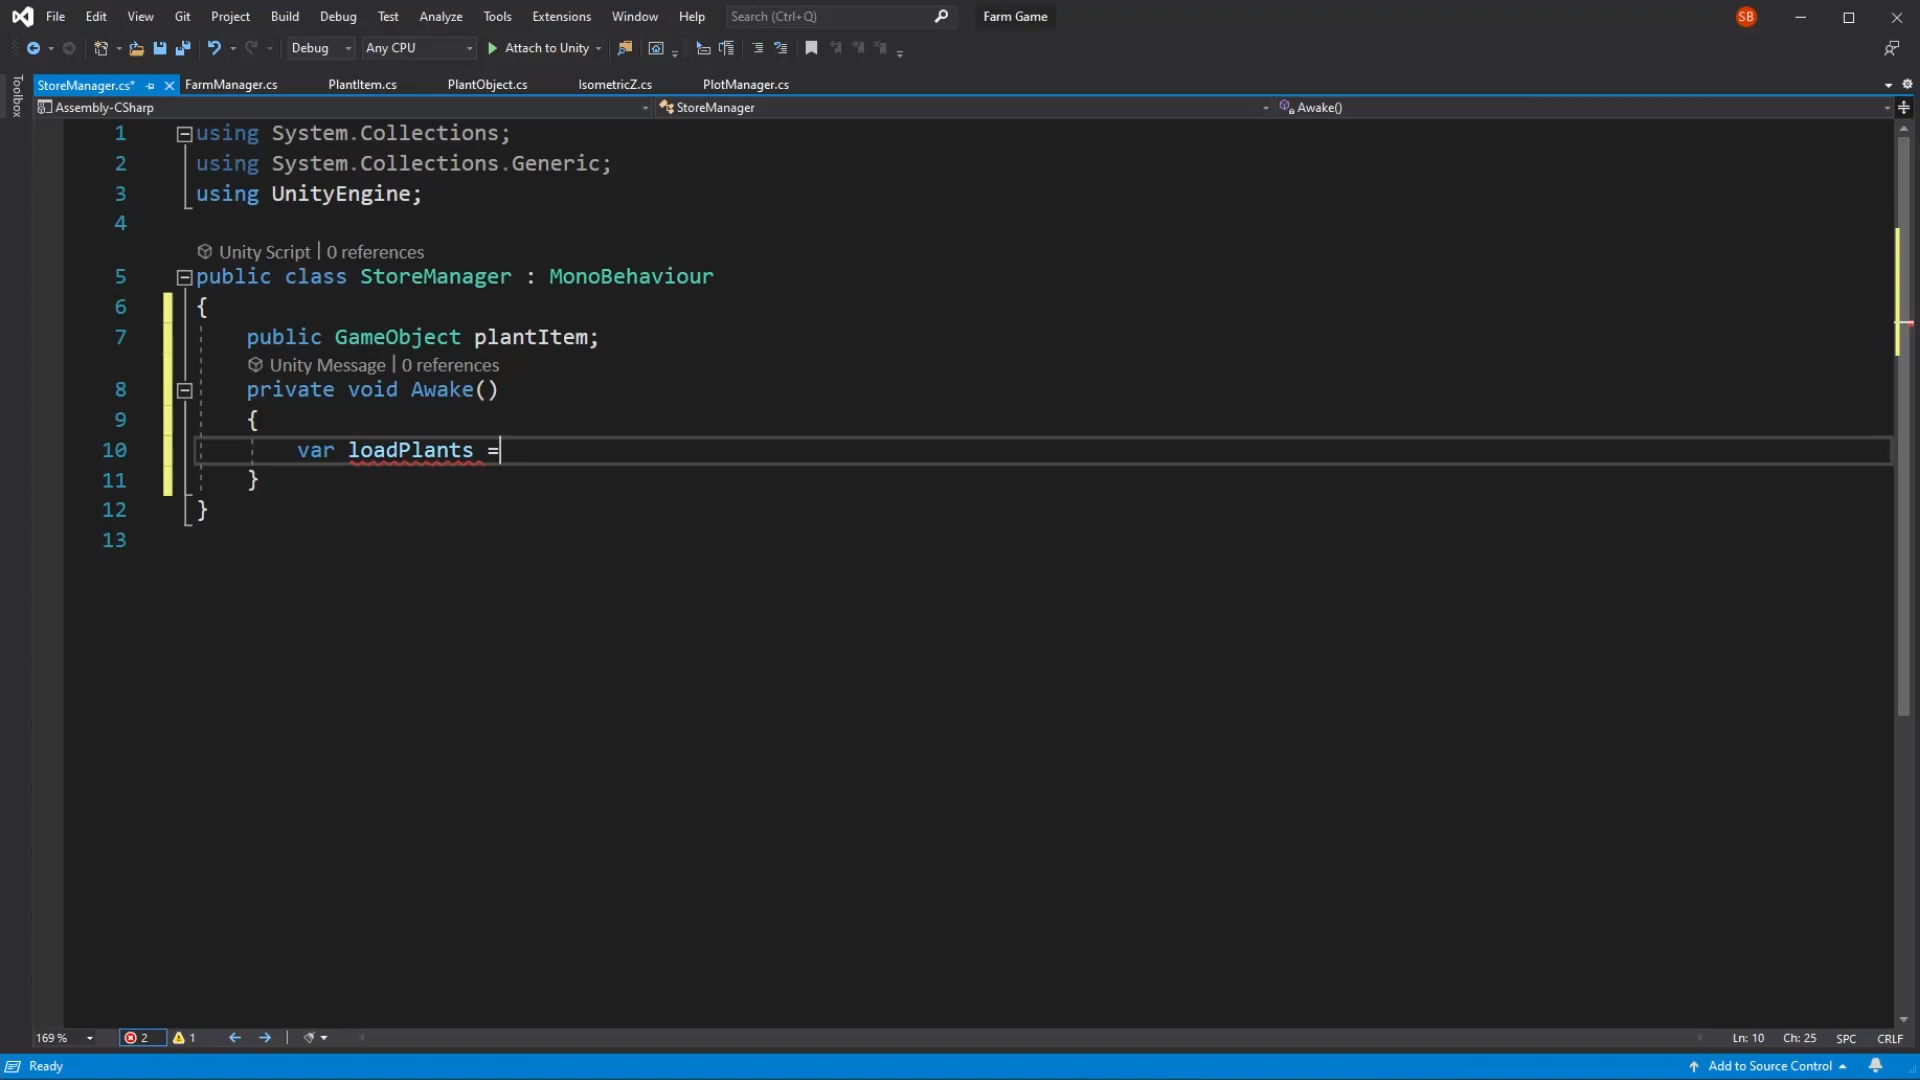 File Edit View Git Project Build Debug Test Analyze Tools Extensions Window Help Search (Ctrl+Q) Farm Game SB
Debug Any CPU Attach to Unity
StoreManager.cs* FarmManager.cs PlantItem.cs PlantObject.cs IsometricZ.cs PlotManager.cs
Toolbox
Assembly-CSharp StoreManager Awake()
1 using System.Collections;
2 using System.Collections.Generic;
3 using UnityEngine;
4
Unity Script | 0 references
5 public class StoreManager : MonoBehaviour
6 {
7 public GameObject plantItem;
Unity Message | 0 references
8 private void Awake()
9 {
10 var loadPlants =
11 }
12 }
13
169 % 2 1 Ln: 10 Ch: 25 SPC CRLF
Ready Add to Source Control